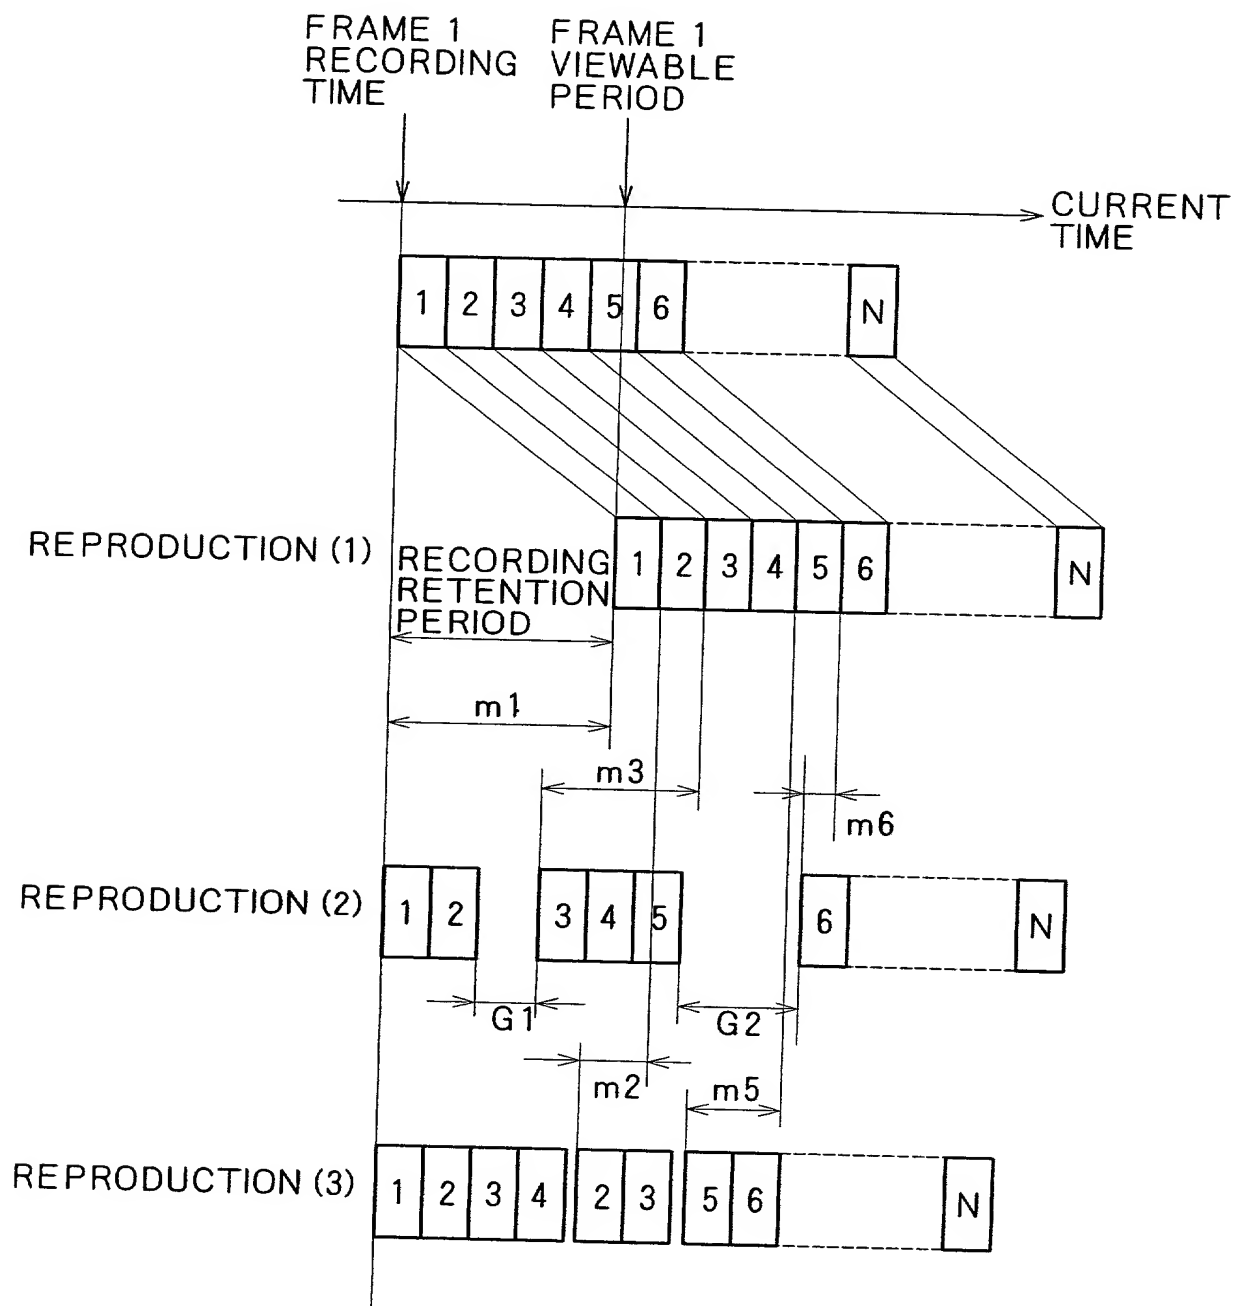 FRAME 1
RECORDING
TIME
FRAME 1
VIEWABLE
PERIOD
CURRENT
TIME
1 2 3 4 5 6 N
REPRODUCTION (1)
RECORDING
RETENTION
PERIOD
1 2 3 4 5 6 N
m1
m3
m6
REPRODUCTION (2)
1 2 3 4 5 6 N
G1
G2
m2
m5
REPRODUCTION (3)
1 2 3 4 2 3 5 6 N